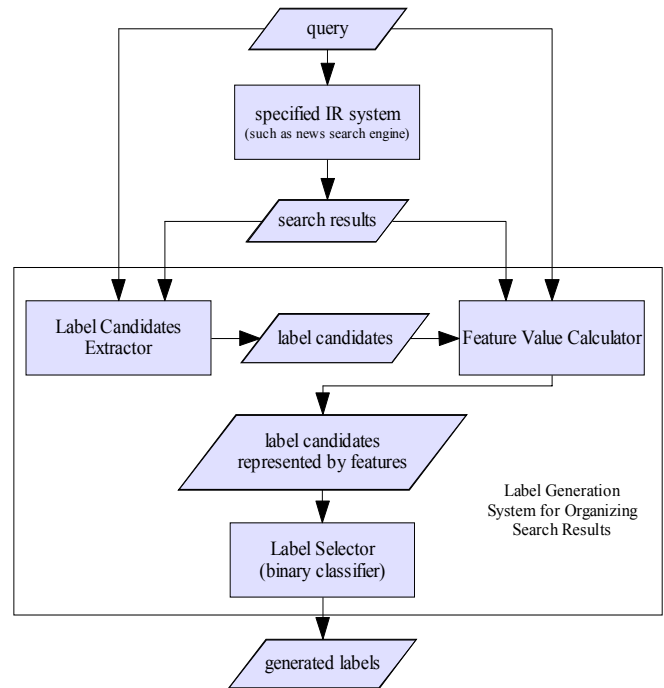 query
specified IR system
(such as news search engine)
search results
Label Candidates
Extractor
label candidates
Feature Value Calculator
label candidates
represented by features
Label Generation
System for Organizing
Search Results
Label Selector
(binary classifier)
generated labels